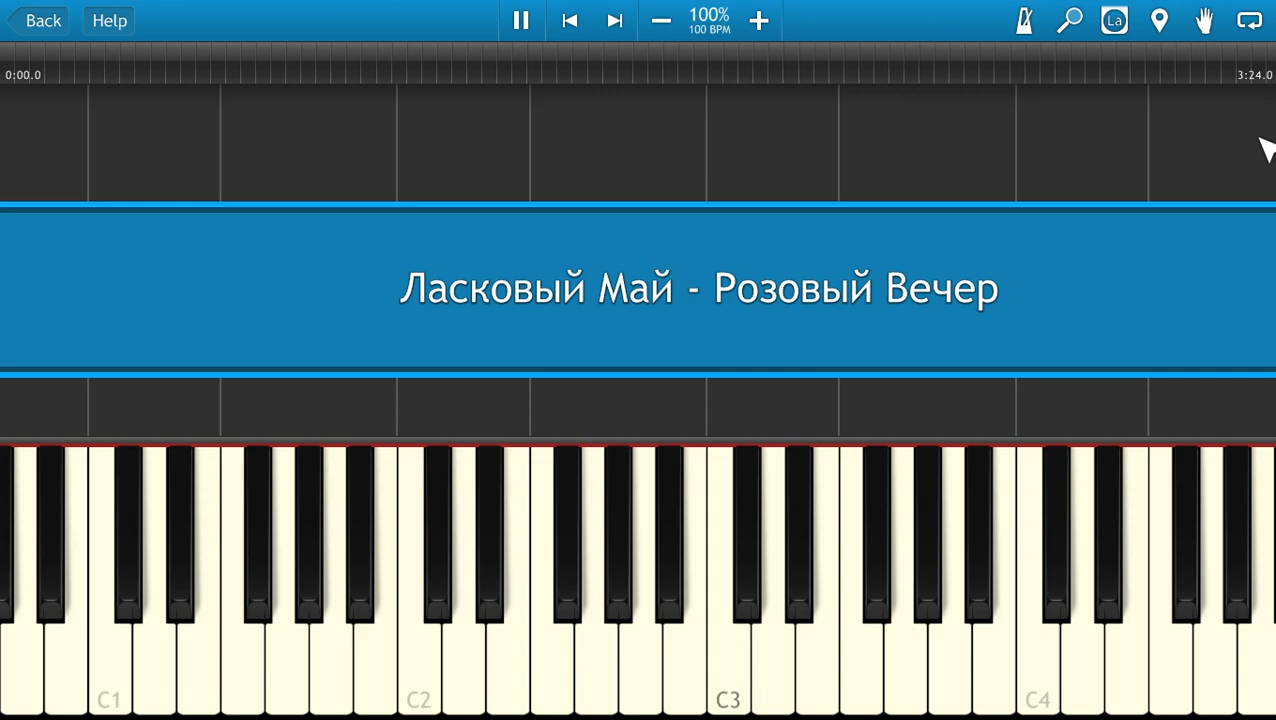 Back Help 100% La
100 BPM
0:00.0 3:24.0
Ласковый Май - Розовый Вечер
C1 C2 C3 C4